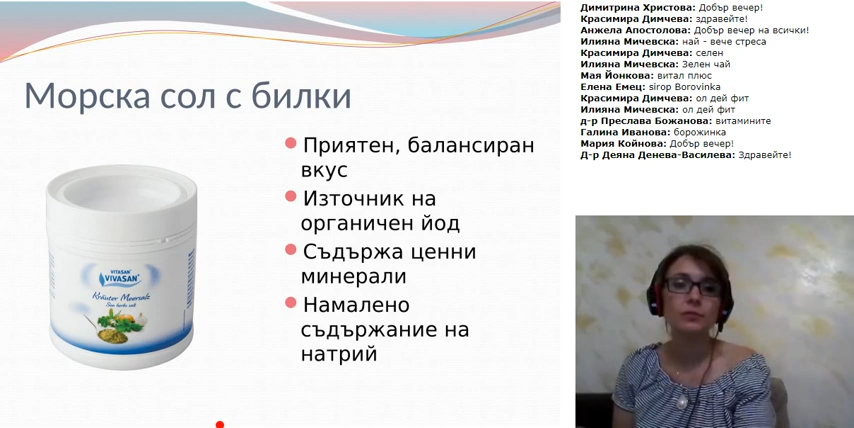 Морска сол с билки
Приятен, балансиран
вкус
Източник на
органичен йод
Съдържа ценни
минерали
Намалено
съдържание на
натрий
VITASAN
VIVASAN
Kräuter Meersalz
Sea herbs salt
Димитрина Христова: Добър вечер!
Красимира Димчева: здравейте!
Анжела Апостолова: Добър вечер на всички!
Илияна Мичевска: най - вече стреса
Красимира Димчева: селен
Илияна Мичевска: Зелен чай
Мая Йонкова: витал плюс
Елена Емец: sirop Borovinka
Красимира Димчева: ол дей фит
Илияна Мичевска: ол дей фит
д-р Преслава Божанова: витамините
Галина Иванова: борожинка
Мария Койнова: Добър вечер!
Д-р Деяна Денева-Василева: Здравейте!